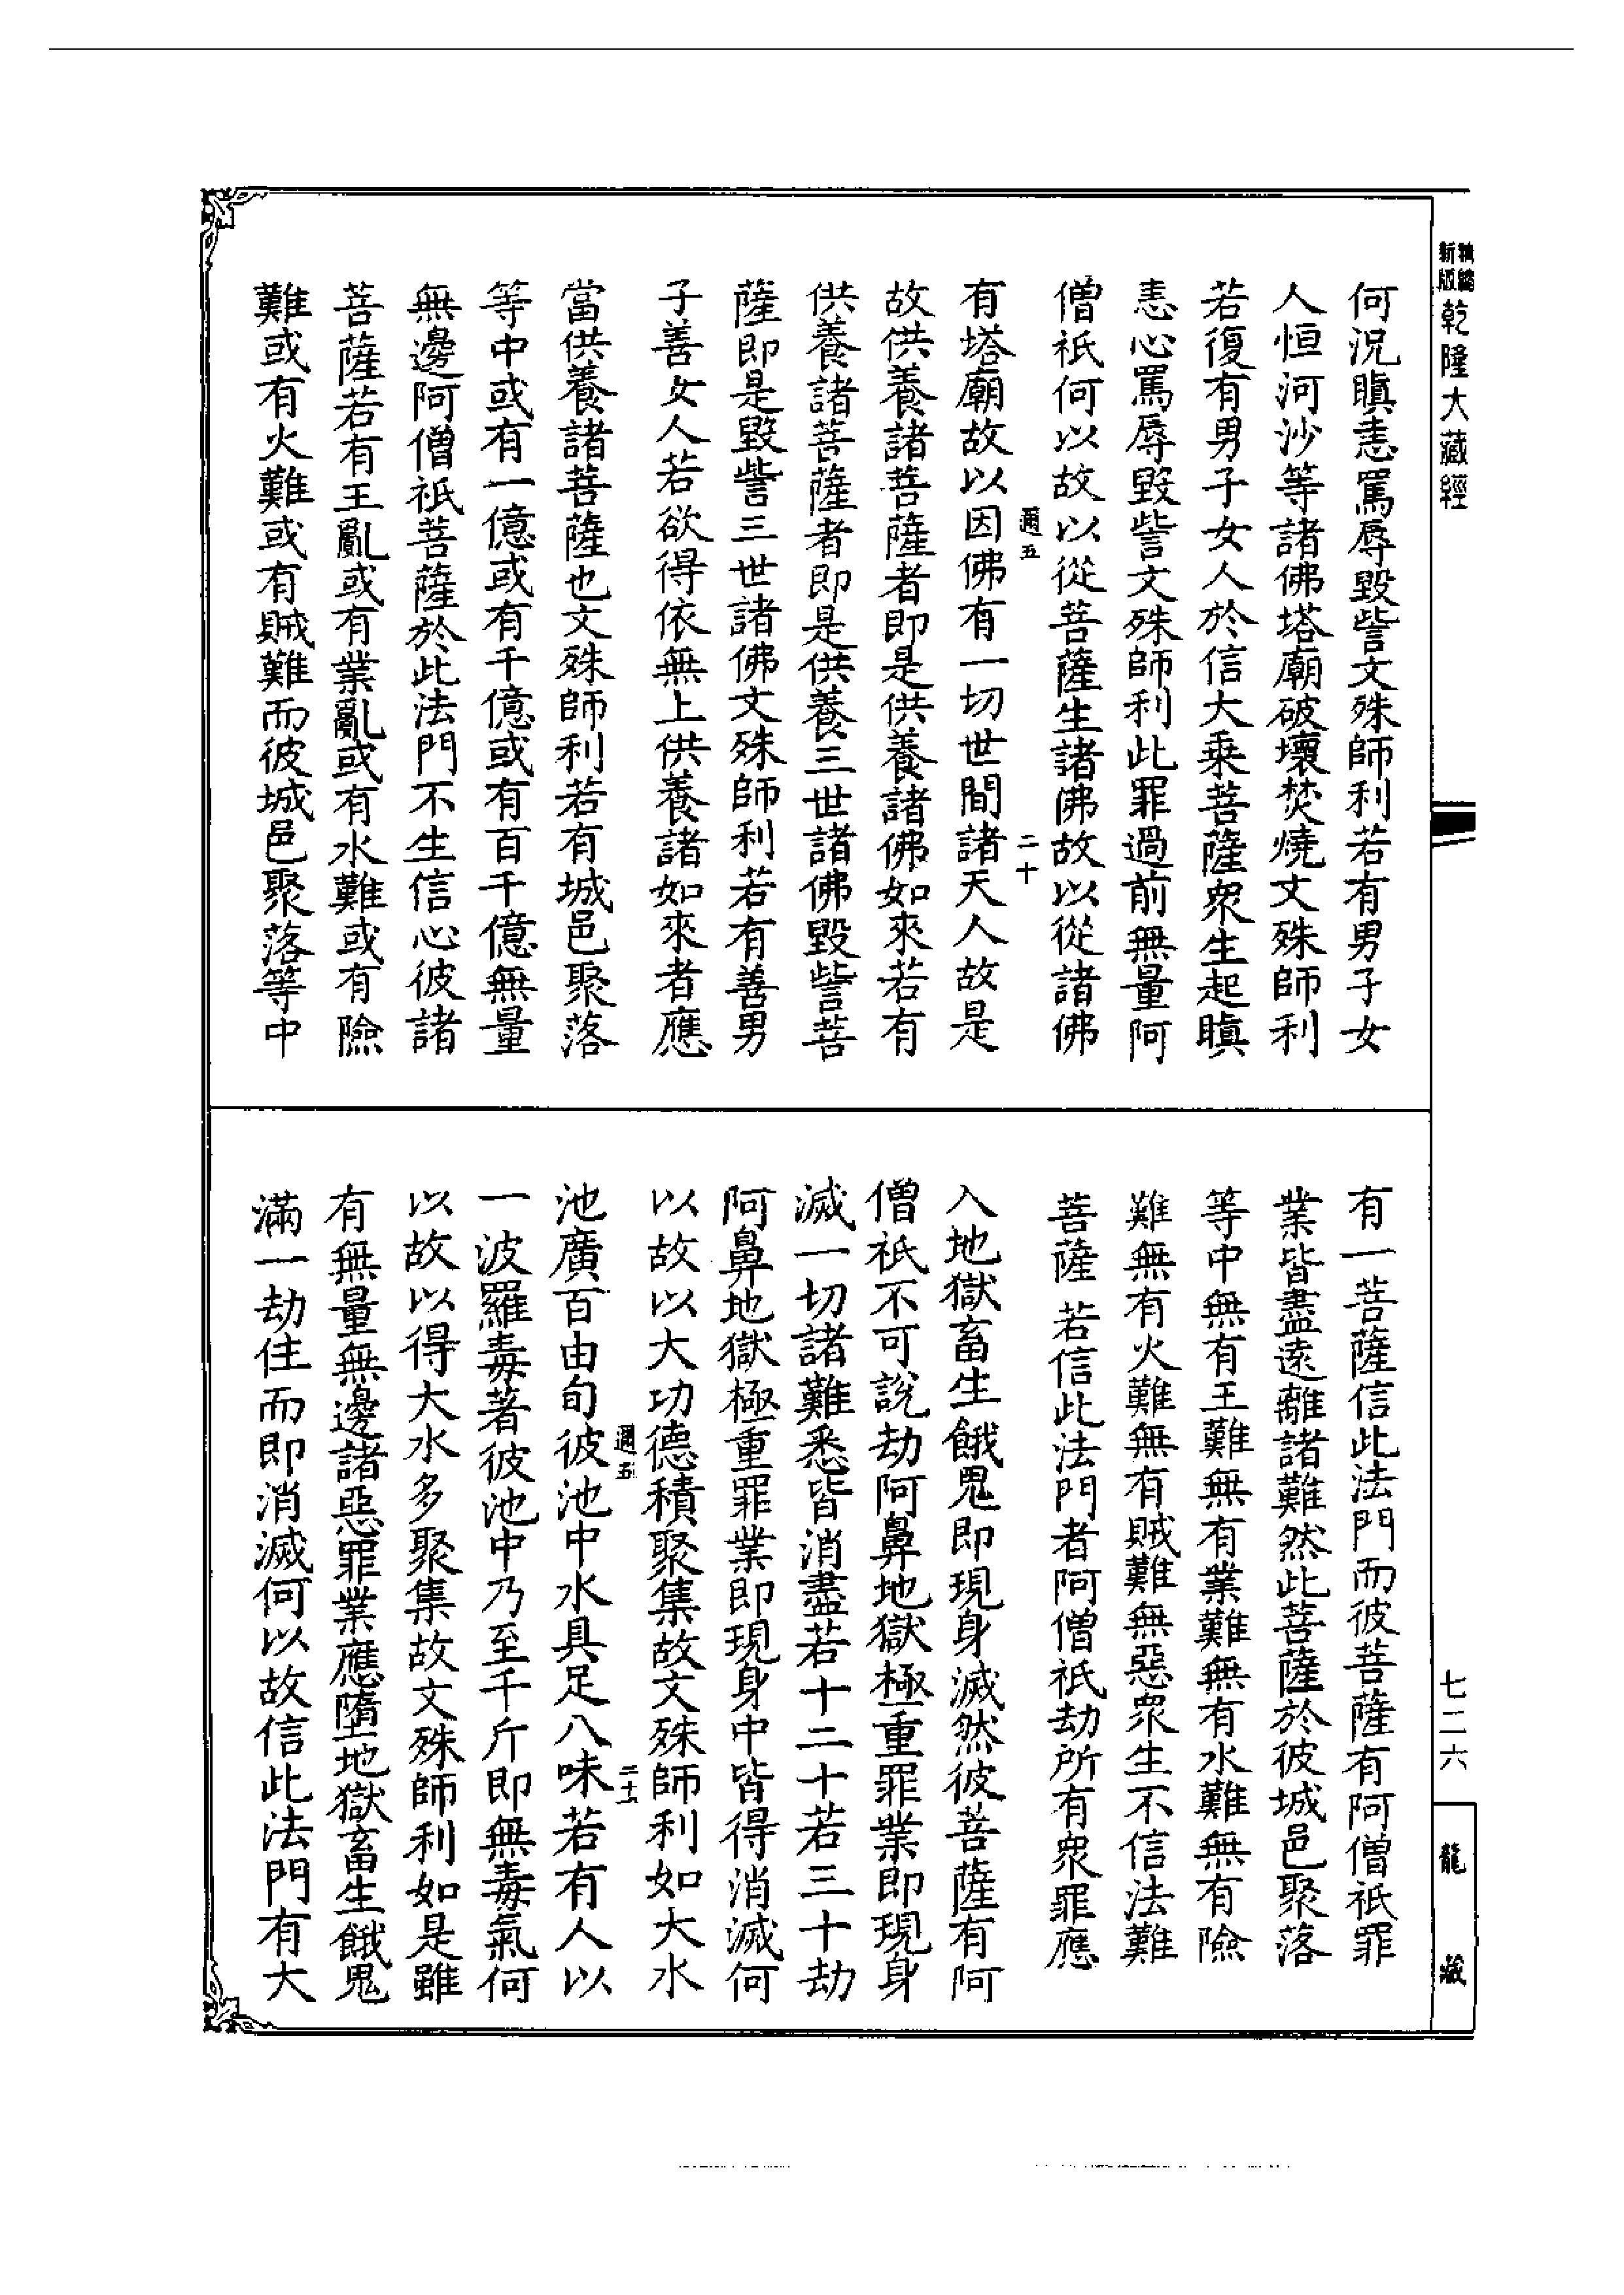 精縮新版
乾隆大藏經
何況瞋恚罵辱毀訾文殊師利若有男子女
人恒河沙等諸佛塔廟破壞焚燒文殊師利
若復有男子女人於信大乘菩薩衆生起瞋
恚心罵辱毀訾文殊師利此罪過前無量阿
僧祇何以故以從菩薩生諸佛故以從諸佛
週五
二十
有塔廟故以因佛有一切世間諸天人故是
故供養諸菩薩者即是供養諸佛如來若有
供養諸菩薩者即是供養三世諸佛毀訾菩
薩即是毀訾三世諸佛文殊師利若有善男
子善女人若欲得依無上供養諸如來者應
當供養諸菩薩也文殊師利若有城邑聚落
等中或有一億或有千億或有百千億無量
無邊阿僧祇菩薩於此法門不生信心彼諸
菩薩若有王亂或有業亂或有水難或有險
難或有火難或有賊難而彼城邑聚落等中
有一菩薩信此法門而彼菩薩有阿僧祇罪
業皆盡遠離諸難然此菩薩於彼城邑聚落
等中無有王難無有業難無有水難無有險
難無有火難無有賊難無惡衆生不信法難
菩薩若信此法門者阿僧祇劫所有衆罪應
入地獄畜生餓鬼即現身滅然彼菩薩有阿
僧祇不可說劫阿鼻地獄極重罪業即現身
滅一切諸難悉皆消盡若十二十若三十劫
阿鼻地獄極重罪業即現身中皆得消滅何
以故以大功德積聚集故文殊師利如大水
週五
二十一
池廣百由旬彼池中水具足八味若有人以
一波羅毒著彼池中乃至千斤即無毒氣何
以故以得大水多聚集故文殊師利如是雖
有無量無邊諸惡罪業應墮地獄畜生餓鬼
滿一劫住而即消滅何以故信此法門有大
七二六
龍藏